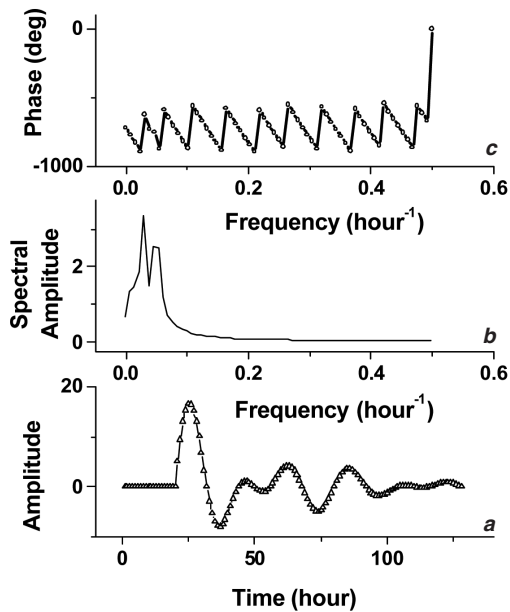 0
-1000
Phase (deg)
c
0.0 0.2 0.4 0.6
Frequency (hour-1)
2
0
Spectral
Amplitude
b
0.0 0.2 0.4 0.6
Frequency (hour-1)
20
0
Amplitude
a
0 50 100
Time (hour)